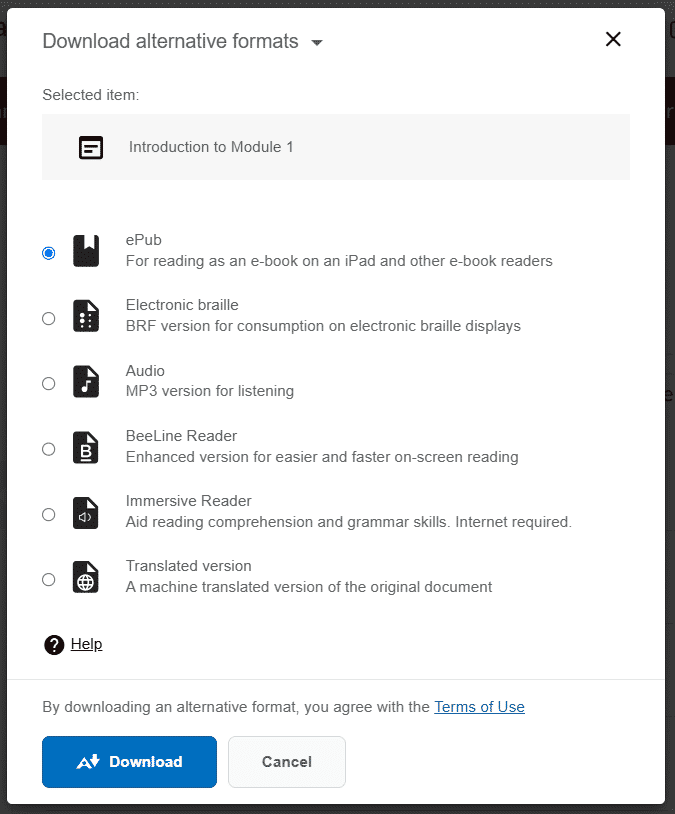 Download alternative formats
Selected item:
Introduction to Module 1
ePub
For reading as an e-book on an iPad and other e-book readers
Electronic braille
BRF version for consumption on electronic braille displays
Audio
MP3 version for listening
B
BeeLine Reader
Enhanced version for easier and faster on-screen reading
Immersive Reader
Aid reading comprehension and grammar skills. Internet required.
Translated version
A machine translated version of the original document
? Help
By downloading an alternative format, you agree with the Terms of Use
Download
Cancel